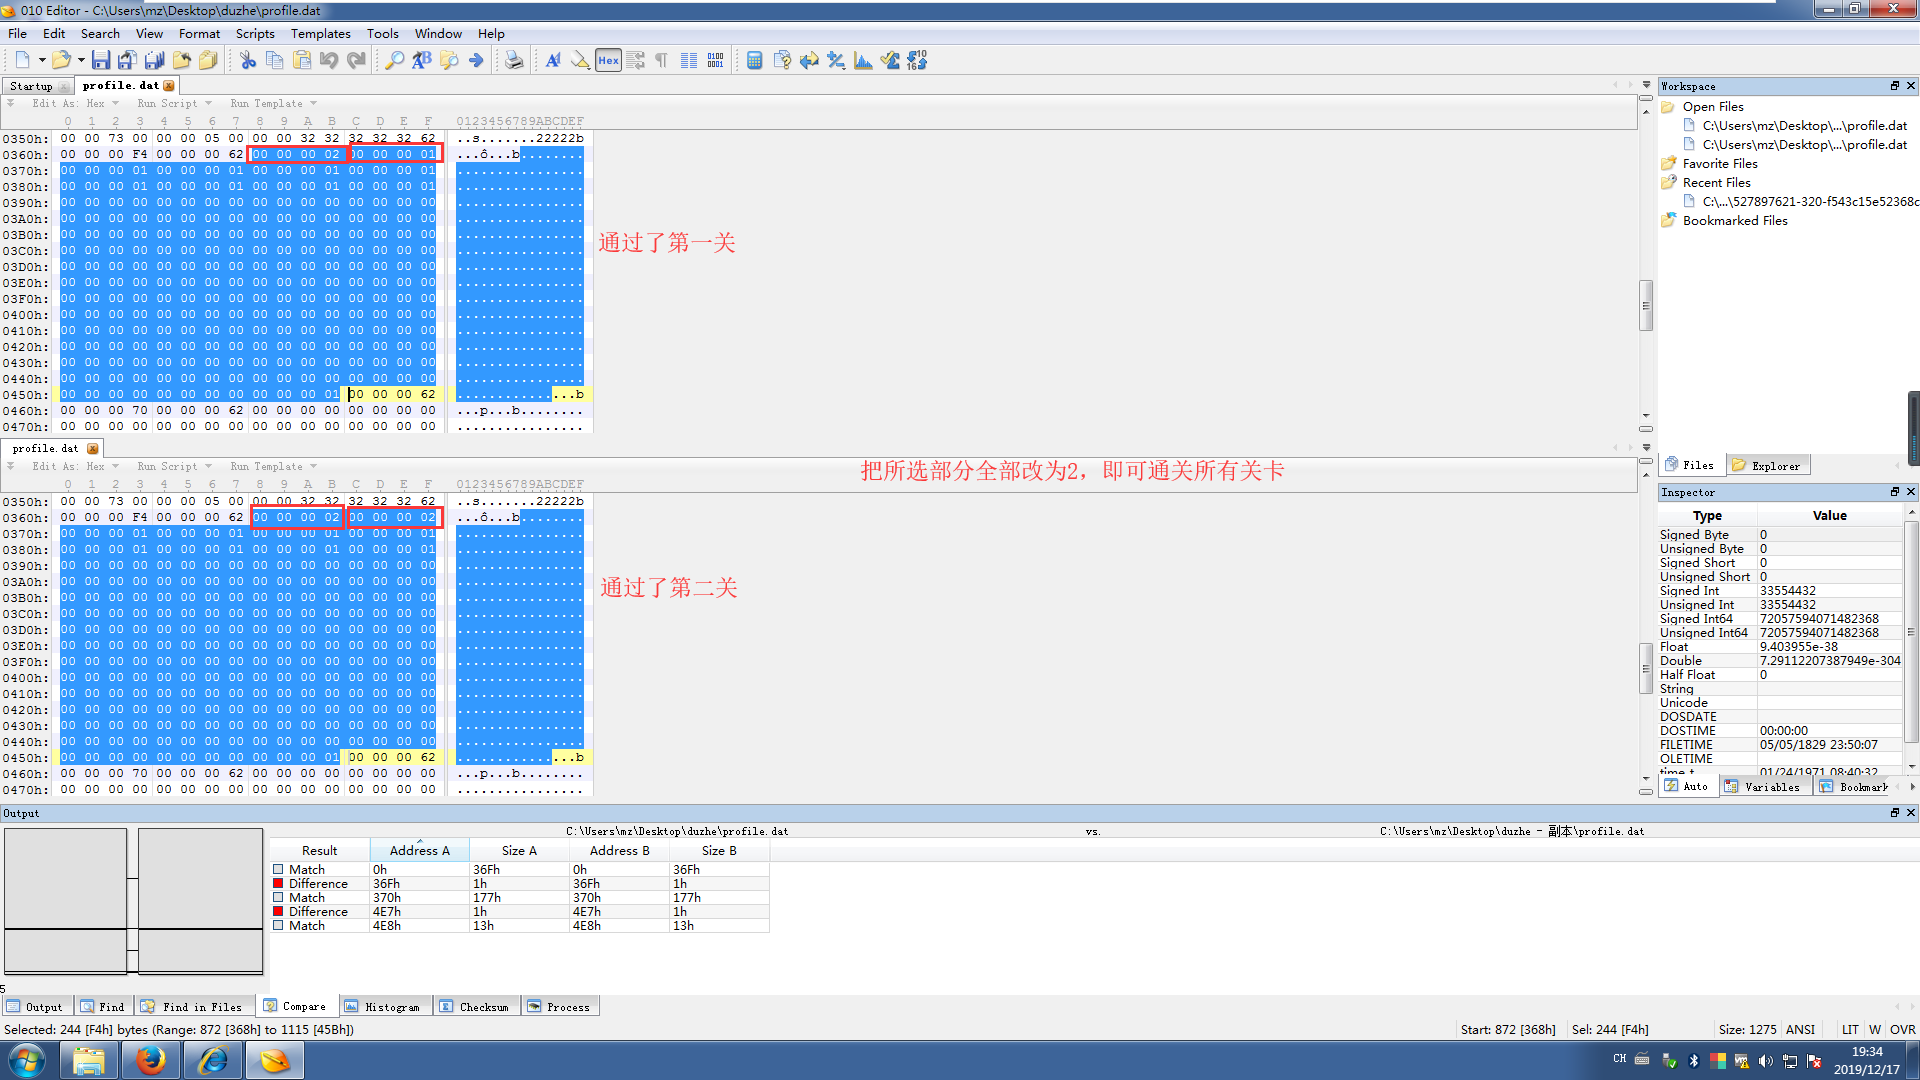 010 Editor - C:\Users\mz\Desktop\duzhe\profile.dat
File Edit Search View Format Scripts Templates Tools Window Help
Startup profile.dat
Edit As: Hex Run Script Run Template
0 1 2 3 4 5 6 7 8 9 A B C D E F 0123456789ABCDEF
0350h: 00 00 73 00 00 00 05 00 00 00 32 32 32 32 32 62 ..s.......22222b
0360h: 00 00 00 F4 00 00 00 62 00 00 00 02 00 00 00 01 ...ô...b........
0370h: 00 00 00 01 00 00 00 01 00 00 00 01 00 00 00 01 ................
0380h: 00 00 00 01 00 00 00 01 00 00 00 01 00 00 00 01 ................
0390h: 00 00 00 00 00 00 00 00 00 00 00 00 00 00 00 00 ................
03A0h: 00 00 00 00 00 00 00 00 00 00 00 00 00 00 00 00 ................
03B0h: 00 00 00 00 00 00 00 00 00 00 00 00 00 00 00 00 ................
03C0h: 00 00 00 00 00 00 00 00 00 00 00 00 00 00 00 00 ................
03D0h: 00 00 00 00 00 00 00 00 00 00 00 00 00 00 00 00 ................
03E0h: 00 00 00 00 00 00 00 00 00 00 00 00 00 00 00 00 ................
03F0h: 00 00 00 00 00 00 00 00 00 00 00 00 00 00 00 00 ................
0400h: 00 00 00 00 00 00 00 00 00 00 00 00 00 00 00 00 ................
0410h: 00 00 00 00 00 00 00 00 00 00 00 00 00 00 00 00 ................
0420h: 00 00 00 00 00 00 00 00 00 00 00 00 00 00 00 00 ................
0430h: 00 00 00 00 00 00 00 00 00 00 00 00 00 00 00 00 ................
0440h: 00 00 00 00 00 00 00 00 00 00 00 00 00 00 00 00 ................
0450h: 00 00 00 00 00 00 00 00 00 00 00 01 00 00 00 62 ...............b
0460h: 00 00 00 70 00 00 00 62 00 00 00 00 00 00 00 00 ...p...b........
0470h: 00 00 00 00 00 00 00 00 00 00 00 00 00 00 00 00 ................
通过了第一关
profile.dat
Edit As: Hex Run Script Run Template
把所选部分全部改为2，即可通关所有关卡
0 1 2 3 4 5 6 7 8 9 A B C D E F 0123456789ABCDEF
0350h: 00 00 73 00 00 00 05 00 00 00 32 32 32 32 32 62 ..s.......22222b
0360h: 00 00 00 F4 00 00 00 62 00 00 00 02 00 00 00 02 ...ô...b........
0370h: 00 00 00 01 00 00 00 01 00 00 00 01 00 00 00 01 ................
0380h: 00 00 00 01 00 00 00 01 00 00 00 01 00 00 00 01 ................
0390h: 00 00 00 00 00 00 00 00 00 00 00 00 00 00 00 00 ................
03A0h: 00 00 00 00 00 00 00 00 00 00 00 00 00 00 00 00 ................
03B0h: 00 00 00 00 00 00 00 00 00 00 00 00 00 00 00 00 ................
03C0h: 00 00 00 00 00 00 00 00 00 00 00 00 00 00 00 00 ................
03D0h: 00 00 00 00 00 00 00 00 00 00 00 00 00 00 00 00 ................
03E0h: 00 00 00 00 00 00 00 00 00 00 00 00 00 00 00 00 ................
03F0h: 00 00 00 00 00 00 00 00 00 00 00 00 00 00 00 00 ................
0400h: 00 00 00 00 00 00 00 00 00 00 00 00 00 00 00 00 ................
0410h: 00 00 00 00 00 00 00 00 00 00 00 00 00 00 00 00 ................
0420h: 00 00 00 00 00 00 00 00 00 00 00 00 00 00 00 00 ................
0430h: 00 00 00 00 00 00 00 00 00 00 00 00 00 00 00 00 ................
0440h: 00 00 00 00 00 00 00 00 00 00 00 00 00 00 00 00 ................
0450h: 00 00 00 00 00 00 00 00 00 00 00 01 00 00 00 62 ...............b
0460h: 00 00 00 70 00 00 00 62 00 00 00 00 00 00 00 00 ...p...b........
0470h: 00 00 00 00 00 00 00 00 00 00 00 00 00 00 00 00 ................
通过了第二关
Workspace
Open Files
C:\Users\mz\Desktop\...\profile.dat
C:\Users\mz\Desktop\...\profile.dat
Favorite Files
Recent Files
C:\...\527897621-320-f543c15e52368c
Bookmarked Files
Files Explorer
Inspector
Type Value
Signed Byte 0
Unsigned Byte 0
Signed Short 0
Unsigned Short 0
Signed Int 33554432
Unsigned Int 33554432
Signed Int64 72057594071482368
Unsigned Int64 72057594071482368
Float 9.403955e-38
Double 7.29112207387949e-304
Half Float 0
String
Unicode
DOSDATE
DOSTIME 00:00:00
FILETIME 05/05/1829 23:50:07
OLETIME
time_t 01/24/1971 08:40:32
Auto Variables Bookmark
Output
C:\Users\mz\Desktop\duzhe\profile.dat vs. C:\Users\mz\Desktop\duzhe - 副本\profile.dat
Result Address A Size A Address B Size B
Match 0h 36Fh 0h 36Fh
Difference 36Fh 1h 36Fh 1h
Match 370h 177h 370h 177h
Difference 4E7h 1h 4E7h 1h
Match 4E8h 13h 4E8h 13h
5
Output Find Find in Files Compare Histogram Checksum Process
Selected: 244 [F4h] bytes (Range: 872 [368h] to 1115 [45Bh]) Start: 872 [368h] Sel: 244 [F4h] Size: 1275 ANSI LIT W OVR
CH 19:34
2019/12/17